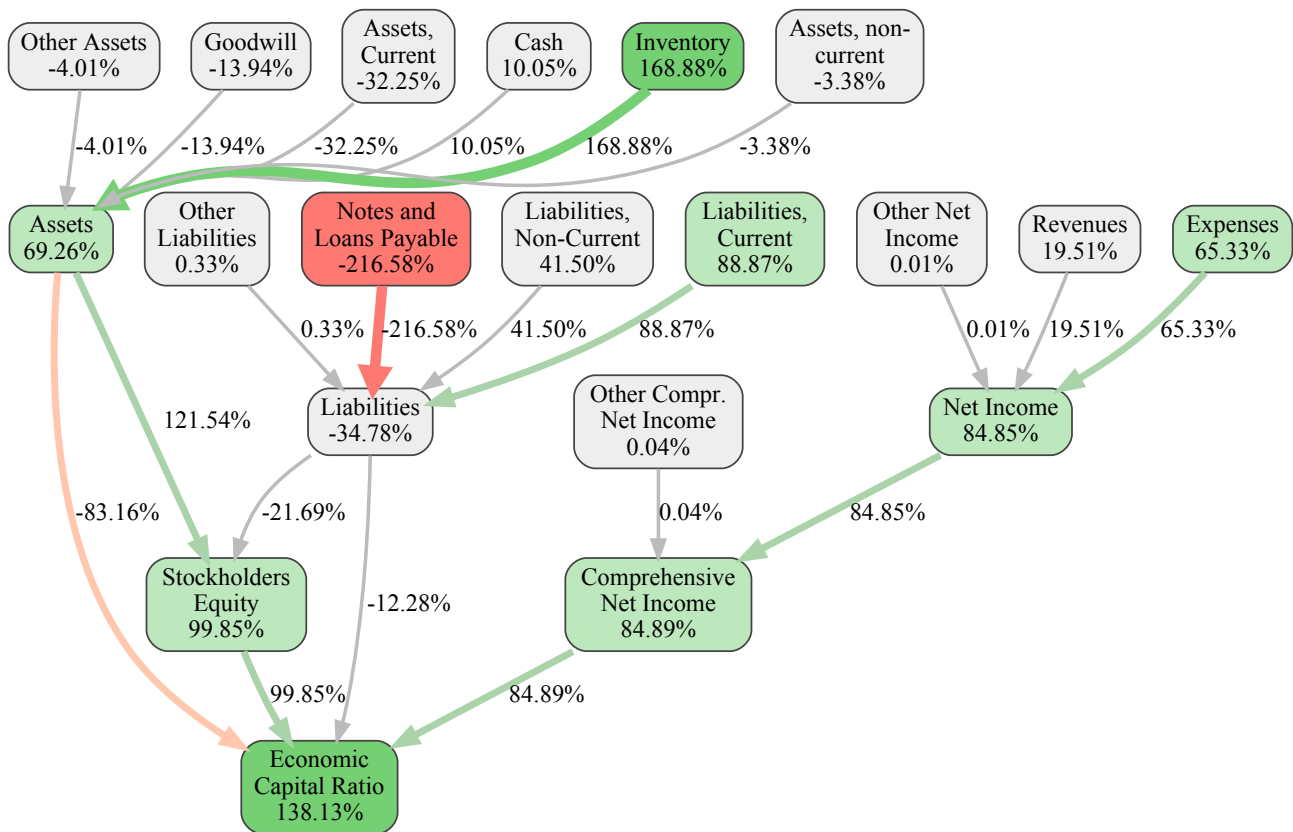 Other Assets
-4.01%
Goodwill
-13.94%
Assets,
Current
-32.25%
Cash
10.05%
Inventory
168.88%
Assets, non-
current
-3.38%
-4.01%
-13.94%
-32.25%
10.05%
168.88%
-3.38%
Assets
69.26%
Other
Liabilities
0.33%
Notes and
Loans Payable
-216.58%
Liabilities,
Non-Current
41.50%
Liabilities,
Current
88.87%
Other Net
Income
0.01%
Revenues
19.51%
Expenses
65.33%
0.33%
-216.58%
41.50%
88.87%
0.01%
19.51%
65.33%
Liabilities
-34.78%
Other Compr.
Net Income
0.04%
Net Income
84.85%
121.54%
-83.16%
-21.69%
0.04%
84.85%
Stockholders
Equity
99.85%
-12.28%
Comprehensive
Net Income
84.89%
99.85%
84.89%
Economic
Capital Ratio
138.13%